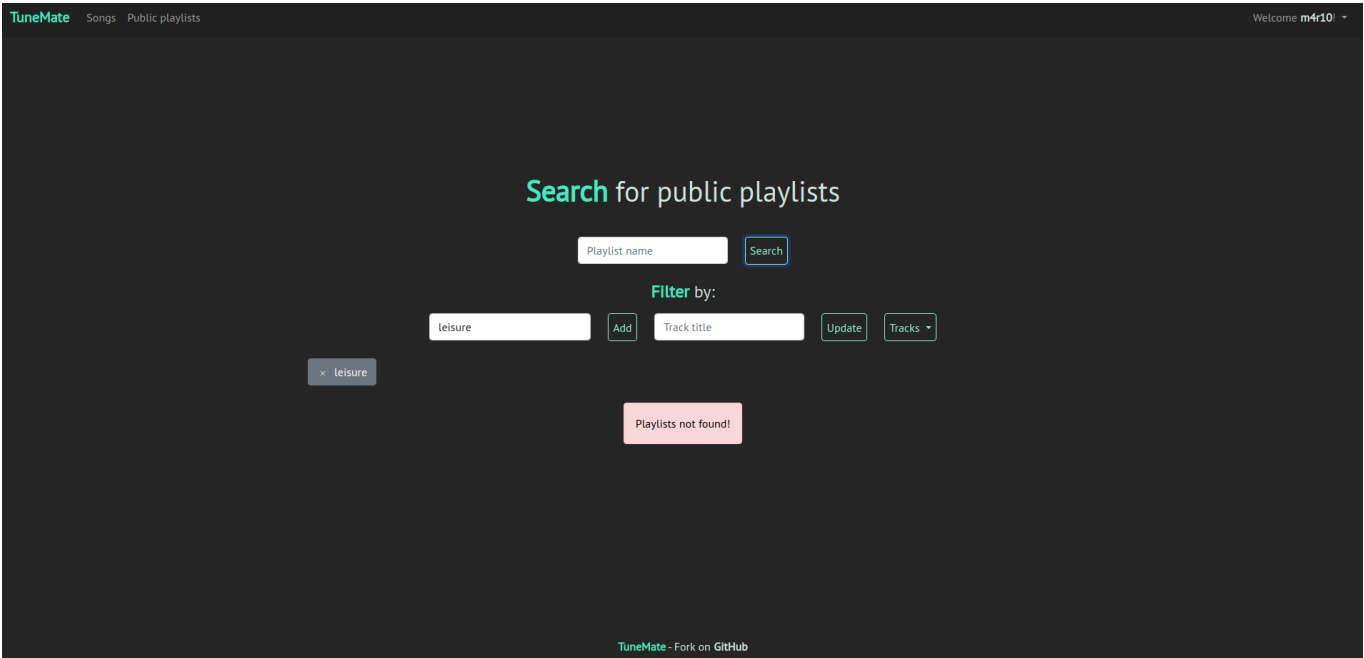 TuneMate Songs Public playlists Welcome m4r10!
Search for public playlists
Playlist name Search
Filter by:
leisure Add Track title Update Tracks
× leisure
Playlists not found!
TuneMate - Fork on GitHub